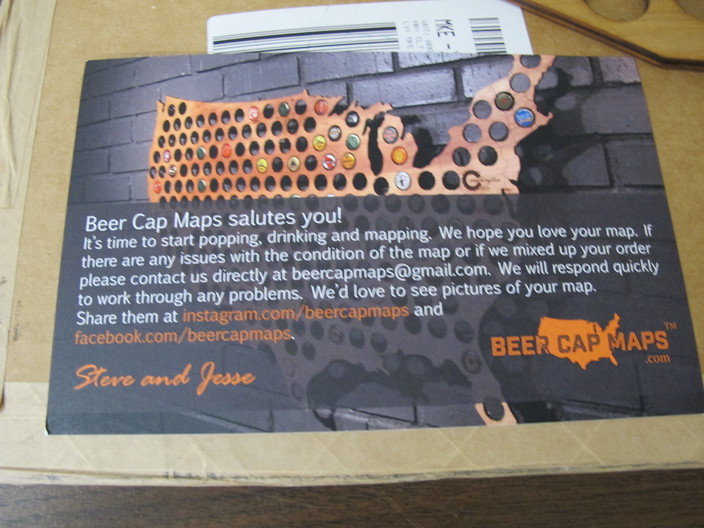 MKE -
Beer Cap Maps salutes you!
It's time to start popping, drinking and mapping. We hope you love your map. If
there are any issues with the condition of the map or if we mixed up your order
please contact us directly at beercapmaps@gmail.com. We will respond quickly
to work through any problems. We'd love to see pictures of your map.
Share them at instagram.com/beercapmaps and
facebook.com/beercapmaps.
BEER CAP MAPS™
.com
Steve and Jesse